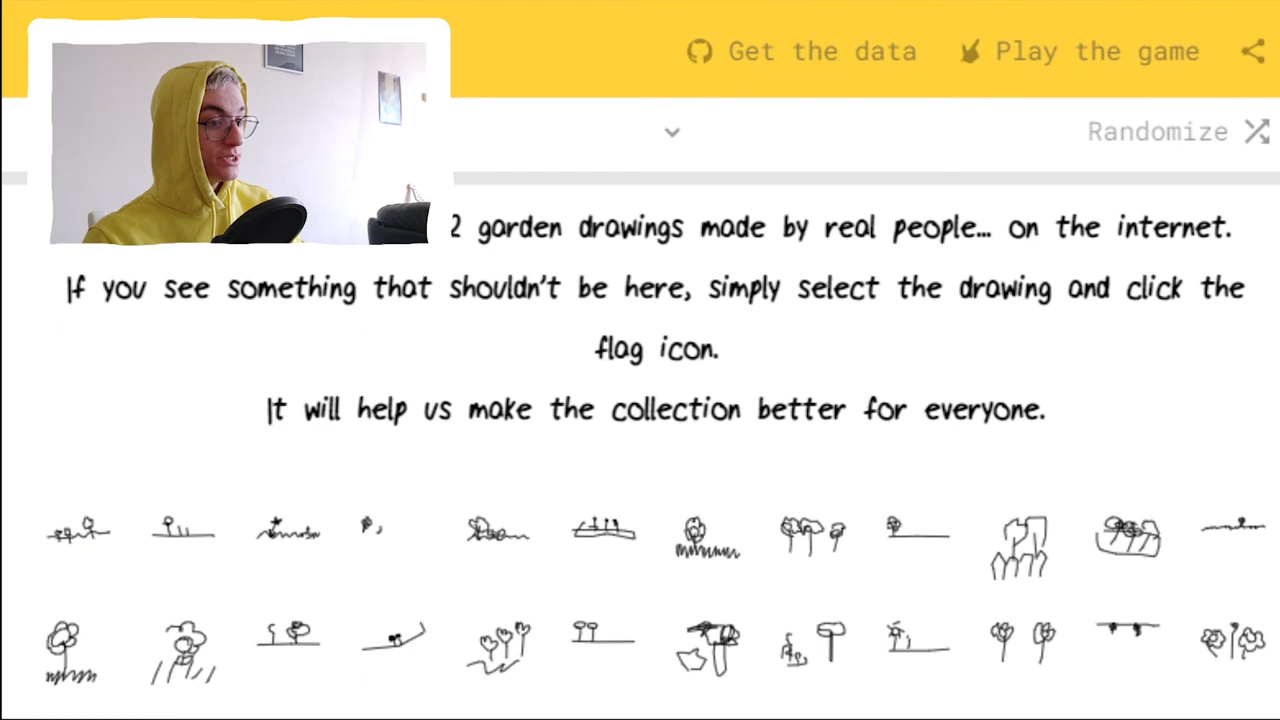 Get the data
Play the game
Randomize
2 garden drawings made by real people... on the internet.
If you see something that shouldn't be here, simply select the drawing and click the
flag icon.
It will help us make the collection better for everyone.